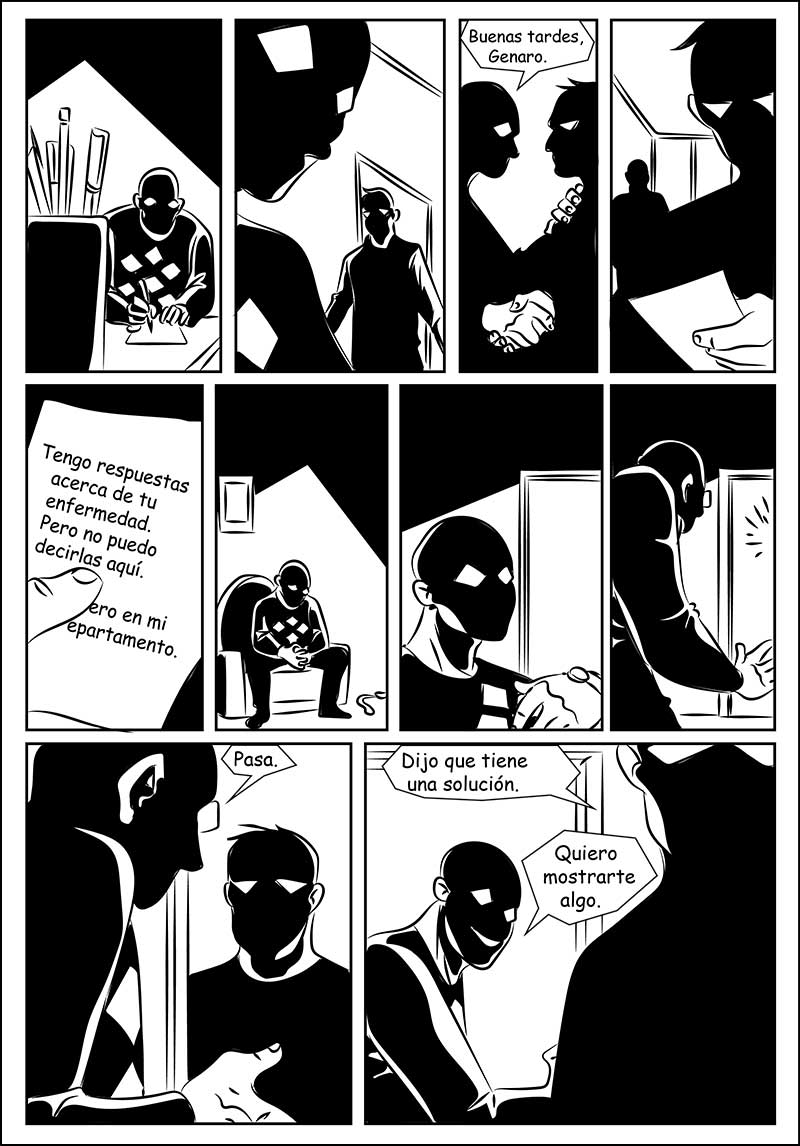 Buenas tardes,
Genaro.
Tengo respuestas
acerca de tu
enfermedad.
Pero no puedo
decirlas aquí.
ero en mi
epartamento.
Pasa.
Dijo que tiene
una solución.
Quiero
mostrarte
algo.